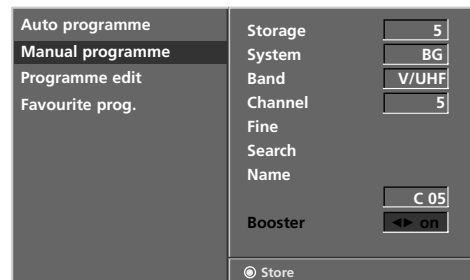 Auto programme
Manual programme
Programme edit
Favourite prog.
Storage 5
System BG
Band V/UHF
Channel 5
Fine
Search
Name
C 05
Booster ◄► on
Store